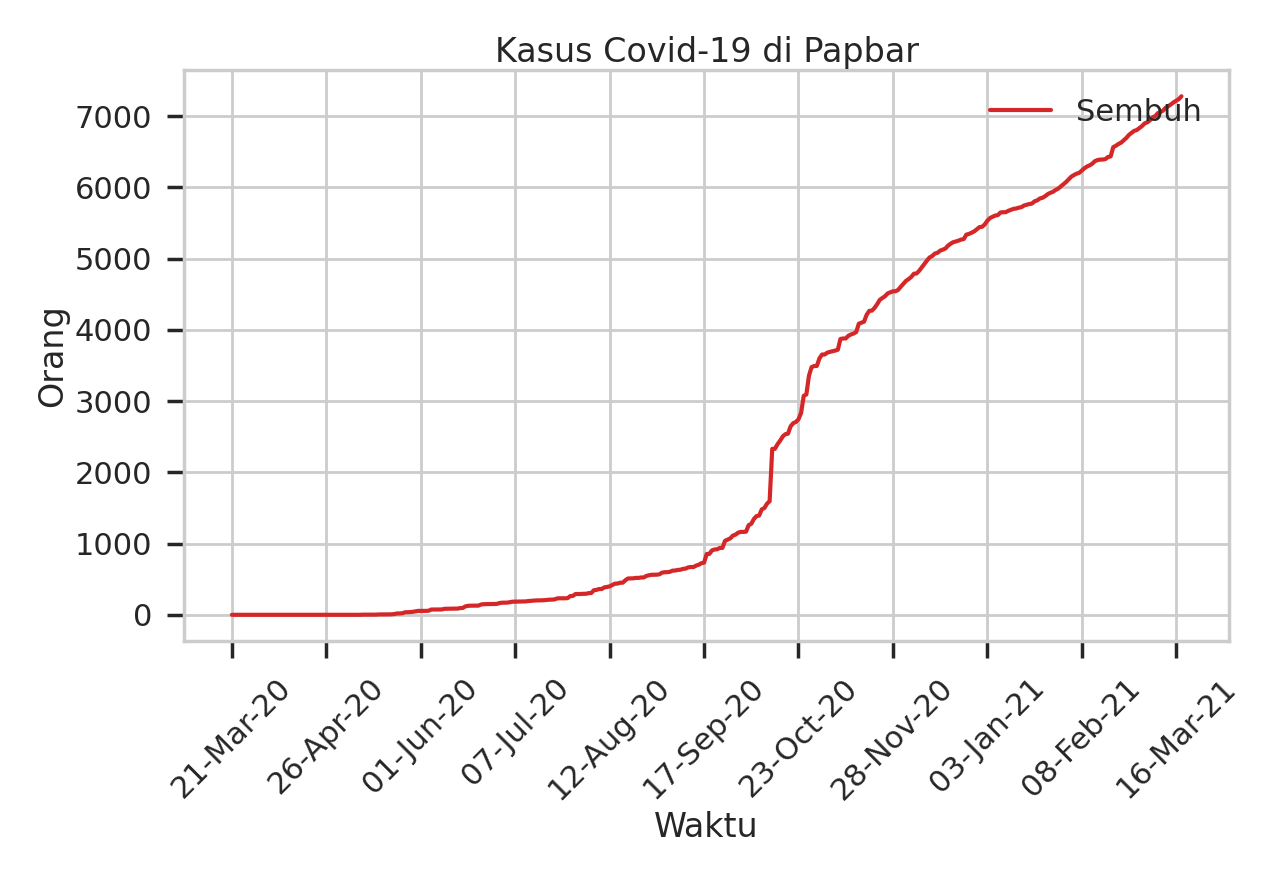 Kasus Covid-19 di Papbar
Sembuh
Orang
7000
6000
5000
4000
3000
2000
1000
0
21-Mar-20
26-Apr-20
01-Jun-20
07-Jul-20
12-Aug-20
17-Sep-20
23-Oct-20
28-Nov-20
03-Jan-21
08-Feb-21
16-Mar-21
Waktu